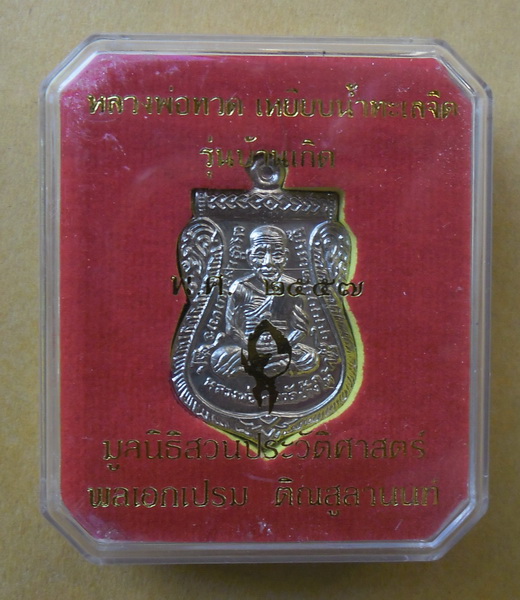 หลวงพ่อทวด เหยียบน้ำทะเลจืด
รุ่นบ้านเกิด
พ.ศ. ๒๕๕๗
มูลนิธิสวนประวัติศาสตร์
พลเอกเปรม ติณสูลานนท์